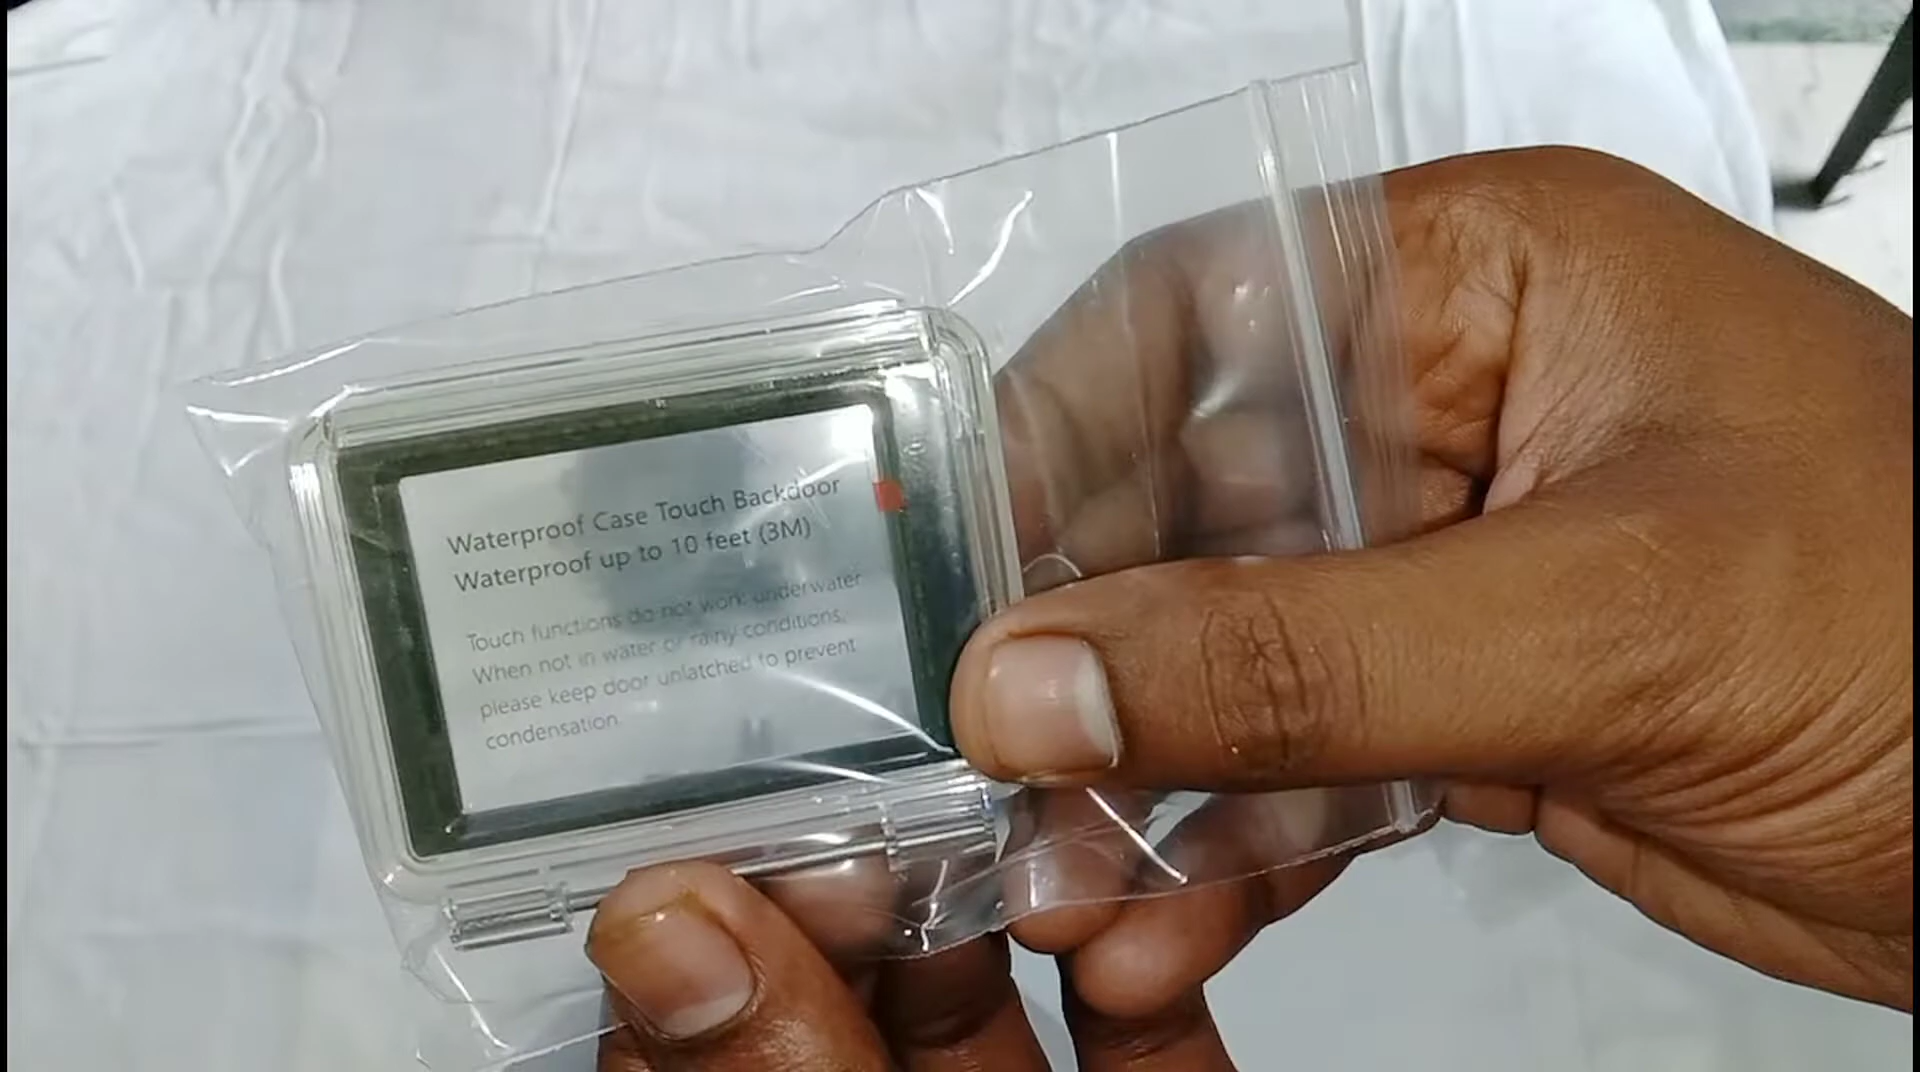 Waterproof Case Touch Backdoor
Waterproof up to 10 feet (3M)
Touch functions do not work underwater
When not in water or rainy conditions,
please keep door unlatched to prevent
condensation